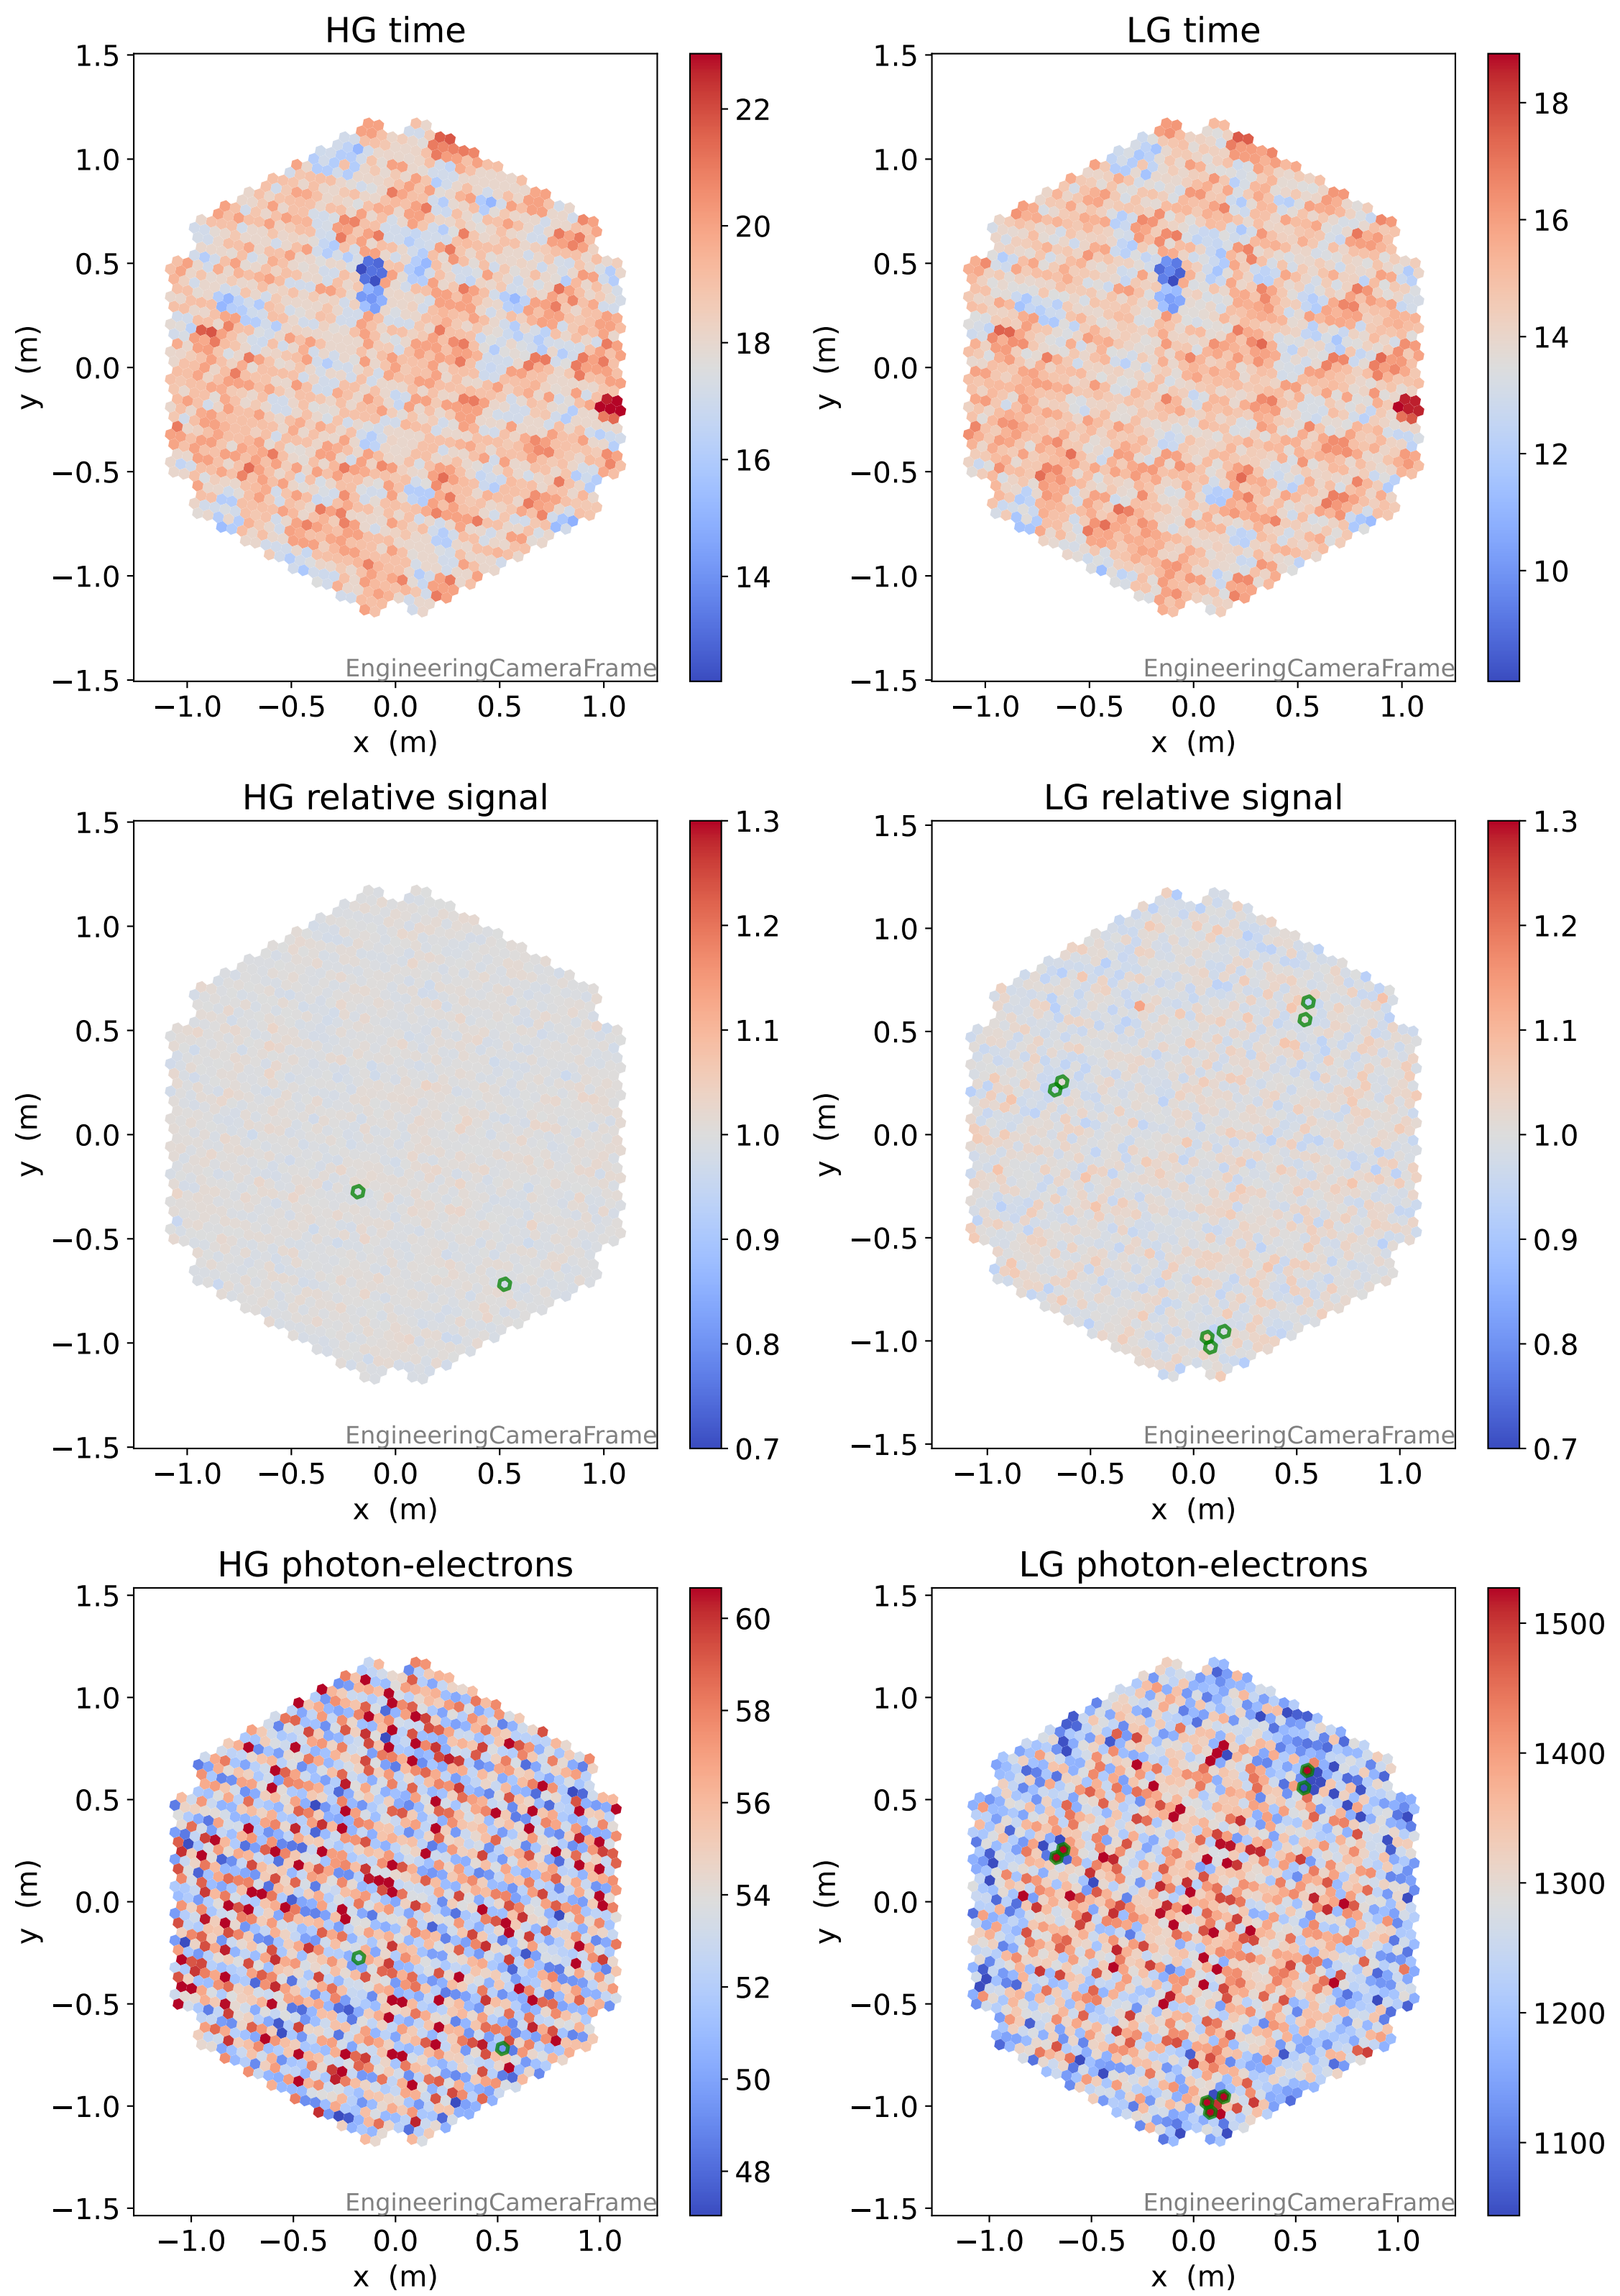 HG time
1.5
1.0
0.5
0.0
−0.5
−1.0
−1.5
y (m)
−1.0 −0.5 0.0 0.5 1.0
x (m)
EngineeringCameraFrame
22
20
18
16
14
LG time
1.5
1.0
0.5
0.0
−0.5
−1.0
−1.5
y (m)
−1.0 −0.5 0.0 0.5 1.0
x (m)
EngineeringCameraFrame
18
16
14
12
10
HG relative signal
1.5
1.0
0.5
0.0
−0.5
−1.0
−1.5
y (m)
−1.0 −0.5 0.0 0.5 1.0
x (m)
EngineeringCameraFrame
1.3
1.2
1.1
1.0
0.9
0.8
0.7
LG relative signal
1.5
1.0
0.5
0.0
−0.5
−1.0
−1.5
y (m)
−1.0 −0.5 0.0 0.5 1.0
x (m)
EngineeringCameraFrame
1.3
1.2
1.1
1.0
0.9
0.8
0.7
HG photon-electrons
1.5
1.0
0.5
0.0
−0.5
−1.0
−1.5
y (m)
−1.0 −0.5 0.0 0.5 1.0
x (m)
EngineeringCameraFrame
60
58
56
54
52
50
48
LG photon-electrons
1.5
1.0
0.5
0.0
−0.5
−1.0
−1.5
y (m)
−1.0 −0.5 0.0 0.5 1.0
x (m)
EngineeringCameraFrame
1500
1400
1300
1200
1100